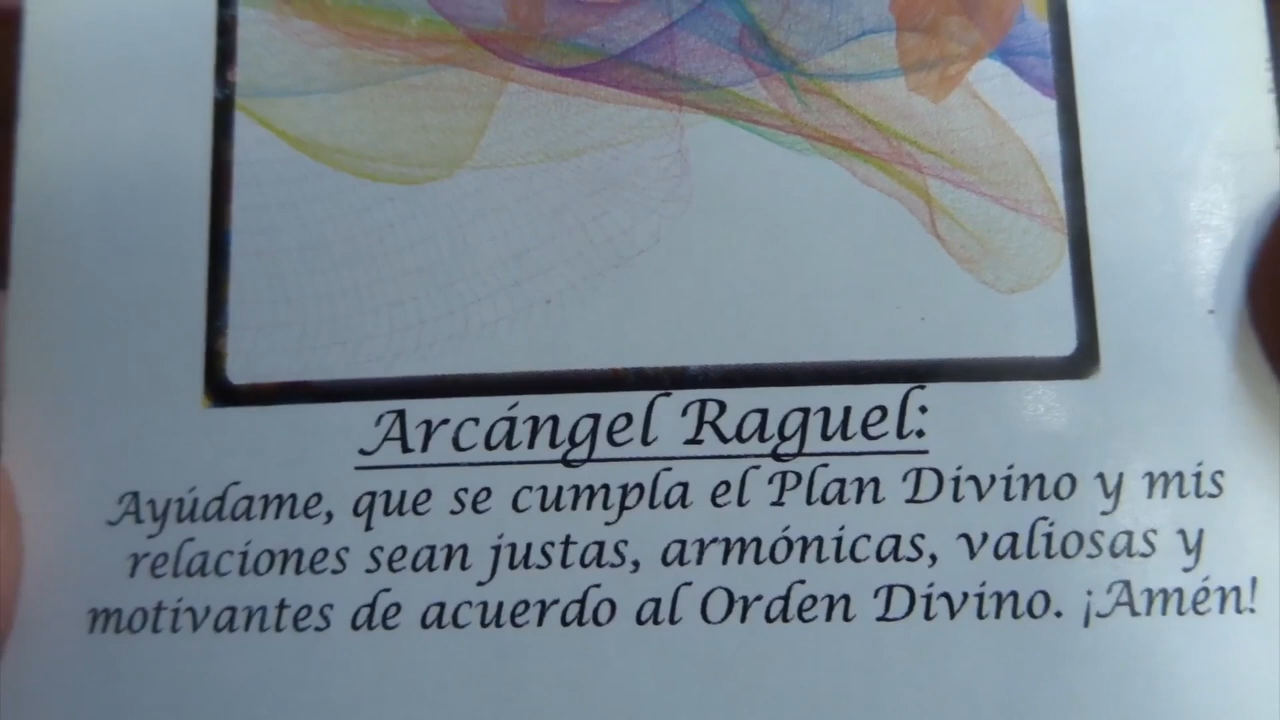 Arcángel Raguel:
Ayúdame, que se cumpla el Plan Divino y mis
relaciones sean justas, armónicas, valiosas y
motivantes de acuerdo al Orden Divino. ¡Amén!